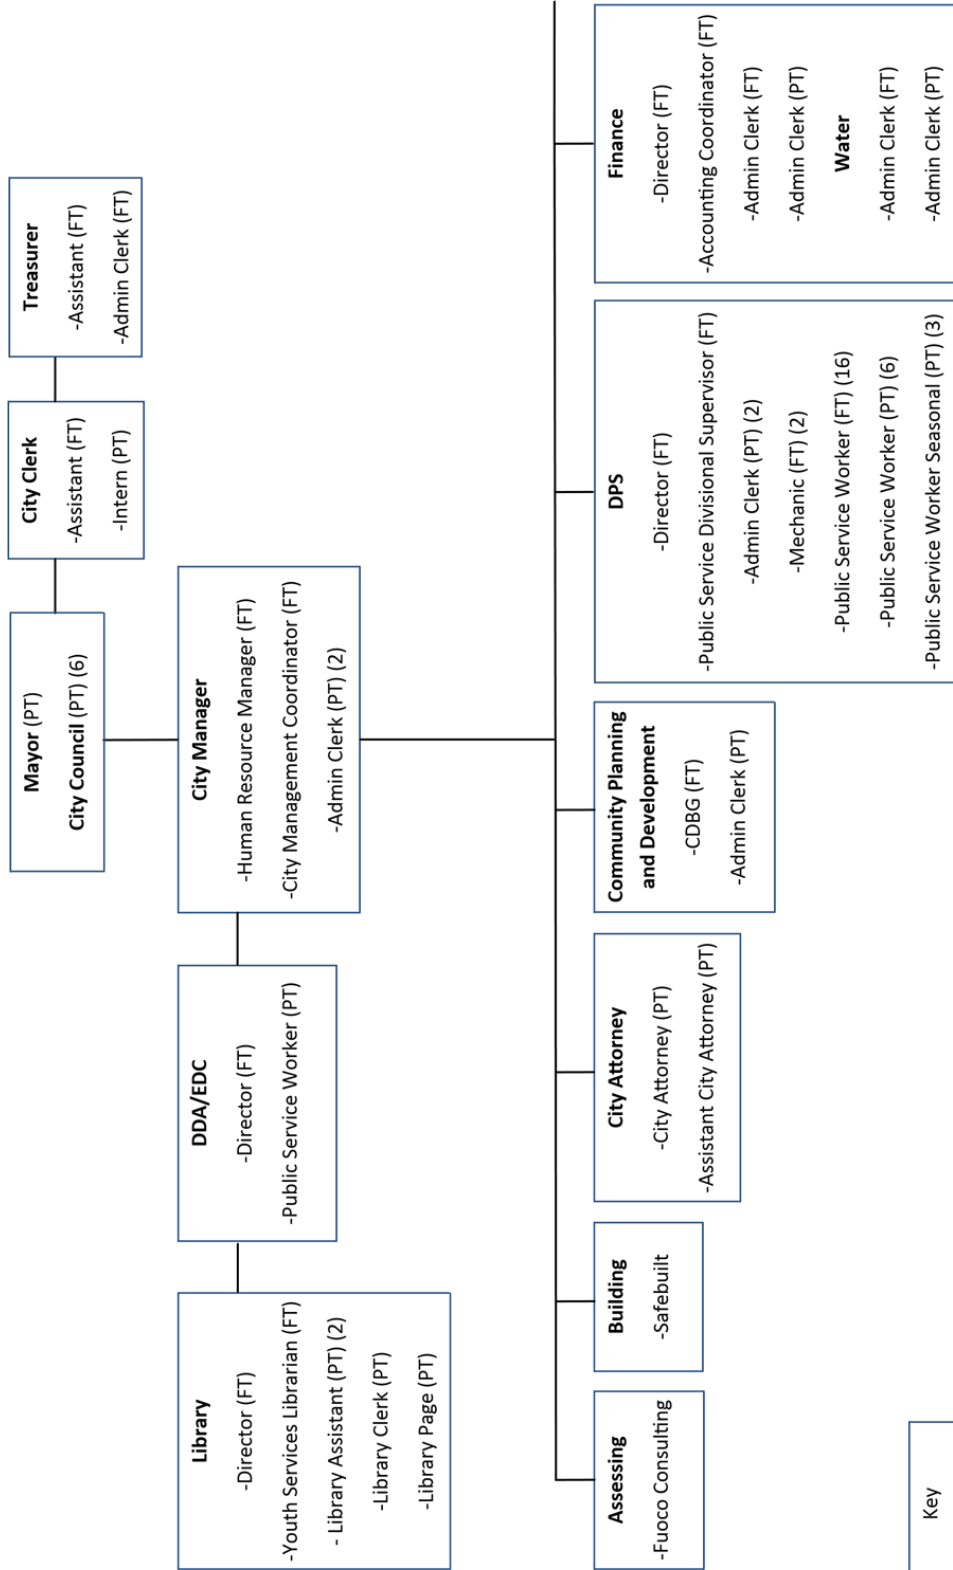 Mayor (PT)
City Council (PT) (6)
City Clerk
-Assistant (FT)
-Intern (PT)
Treasurer
-Assistant (FT)
-Admin Clerk (FT)
Library
-Director (FT)
-Youth Services Librarian (FT)
- Library Assistant (PT) (2)
-Library Clerk (PT)
-Library Page (PT)
DDA/EDC
-Director (FT)
-Public Service Worker (PT)
City Manager
-Human Resource Manager (FT)
-City Management Coordinator (FT)
-Admin Clerk (PT) (2)
Assessing
-Fuoco Consulting
Building
-Safebuilt
City Attorney
-City Attorney (PT)
-Assistant City Attorney (PT)
Community Planning
and Development
-CDBG (FT)
-Admin Clerk (PT)
DPS
-Director (FT)
-Public Service Divisional Supervisor (FT)
-Admin Clerk (PT) (2)
-Mechanic (FT) (2)
-Public Service Worker (FT) (16)
-Public Service Worker (PT) (6)
-Public Service Worker Seasonal (PT) (3)
Finance
-Director (FT)
-Accounting Coordinator (FT)
-Admin Clerk (FT)
-Admin Clerk (PT)
Water
-Admin Clerk (FT)
-Admin Clerk (PT)
Key